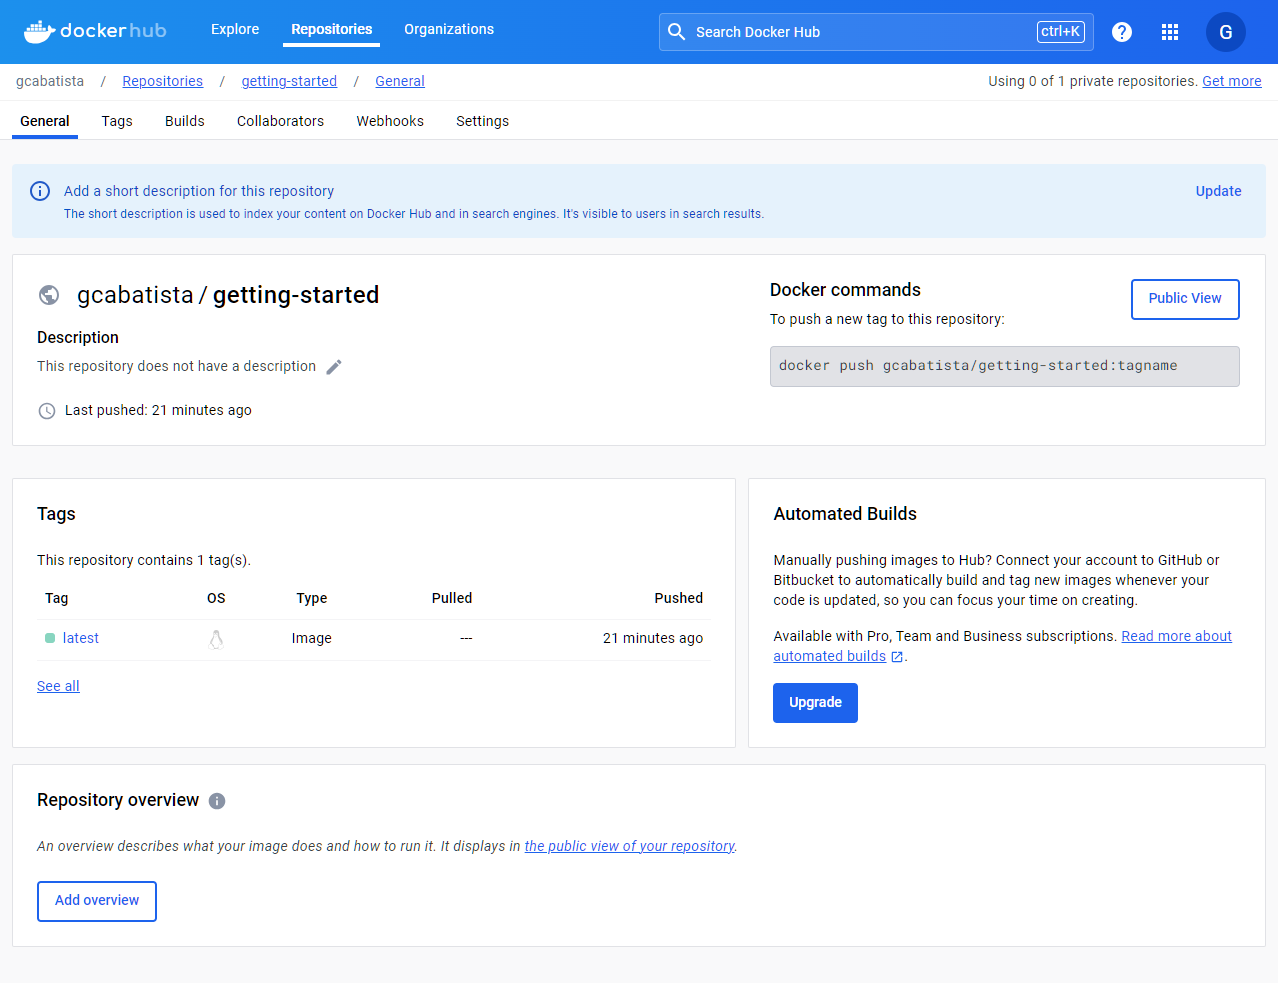 dockerhub
Explore
Repositories
Organizations
Search Docker Hub
ctrl+K
?
G
gcabatista / Repositories / getting-started / General
Using 0 of 1 private repositories. Get more
General
Tags
Builds
Collaborators
Webhooks
Settings
Add a short description for this repository
The short description is used to index your content on Docker Hub and in search engines. It's visible to users in search results.
Update
gcabatista / getting-started
Description
This repository does not have a description
Last pushed: 21 minutes ago
Docker commands
To push a new tag to this repository:
Public View
docker push gcabatista/getting-started:tagname
Tags
This repository contains 1 tag(s).
Tag OS Type Pulled Pushed
latest Image --- 21 minutes ago
See all
Automated Builds
Manually pushing images to Hub? Connect your account to GitHub or
Bitbucket to automatically build and tag new images whenever your
code is updated, so you can focus your time on creating.
Available with Pro, Team and Business subscriptions. Read more about
automated builds .
Upgrade
Repository overview
An overview describes what your image does and how to run it. It displays in the public view of your repository.
Add overview